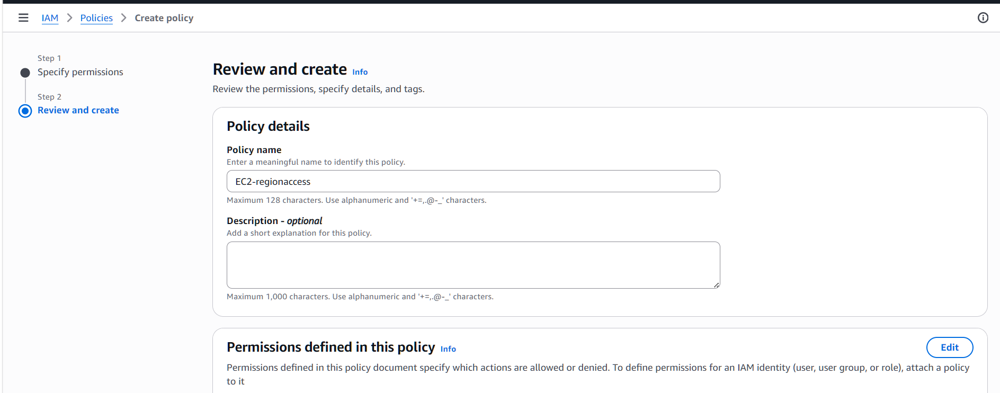 IAM > Policies > Create policy
Step 1
Specify permissions
Step 2
Review and create
Review and create Info
Review the permissions, specify details, and tags.
Policy details
Policy name
Enter a meaningful name to identify this policy.
EC2-regionaccess
Maximum 128 characters. Use alphanumeric and '+=,.@-_' characters.
Description - optional
Add a short explanation for this policy.
Maximum 1,000 characters. Use alphanumeric and '+=,.@-_' characters.
Permissions defined in this policy Info
Edit
Permissions defined in this policy document specify which actions are allowed or denied. To define permissions for an IAM identity (user, user group, or role), attach a policy
to it